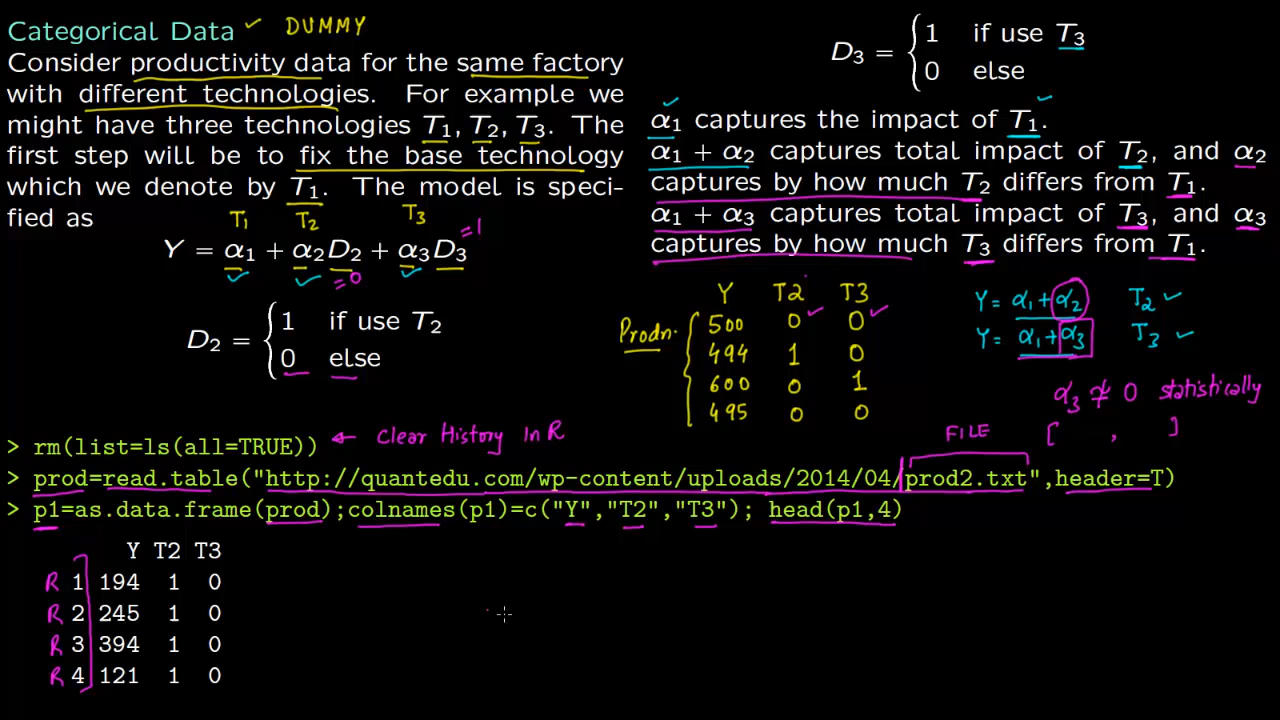 Categorical Data ✓ DUMMY
Consider productivity data for the same factory
with different technologies. For example we
might have three technologies T₁, T₂, T₃. The
first step will be to fix the base technology
which we denote by T₁. The model is speci-
fied as
T₁ T₂ T₃
Y = α₁ + α₂D₂ + α₃D₃ =1
=0
D₂ = { 1 if use T₂
0 else
D₃ = { 1 if use T₃
0 else
α₁ captures the impact of T₁.
α₁ + α₂ captures total impact of T₂, and α₂
captures by how much T₂ differs from T₁.
α₁ + α₃ captures total impact of T₃, and α₃
captures by how much T₃ differs from T₁.
Y T2 T3
Prodn.
500 0 0
494 1 0
600 0 1
495 0 0
Y = α₁ + α₂ T₂ ✓
Y = α₁ + α₃ T₃ ✓
α₃ ≠ 0 statistically
[ , ]
> rm(list=ls(all=TRUE)) ← Clear History In R
FILE
> prod=read.table("http://quantedu.com/wp-content/uploads/2014/04/prod2.txt",header=T)
> p1=as.data.frame(prod);colnames(p1)=c("Y","T2","T3"); head(p1,4)
Y T2 T3
R 1 194 1 0
R 2 245 1 0
R 3 394 1 0
R 4 121 1 0